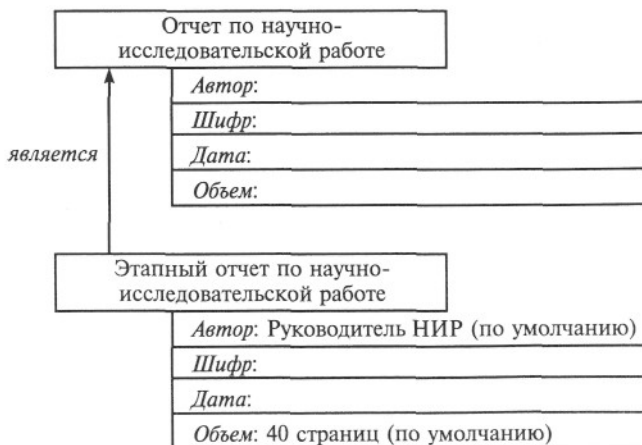 Отчет по научно-
исследовательской работе
Автор:
Шифр:
является
Дата:
Объем:
Этапный отчет по научно-
исследовательской работе
Автор: Руководитель НИР (по умолчанию)
Шифр:
Дата:
Объем: 40 страниц (по умолчанию)